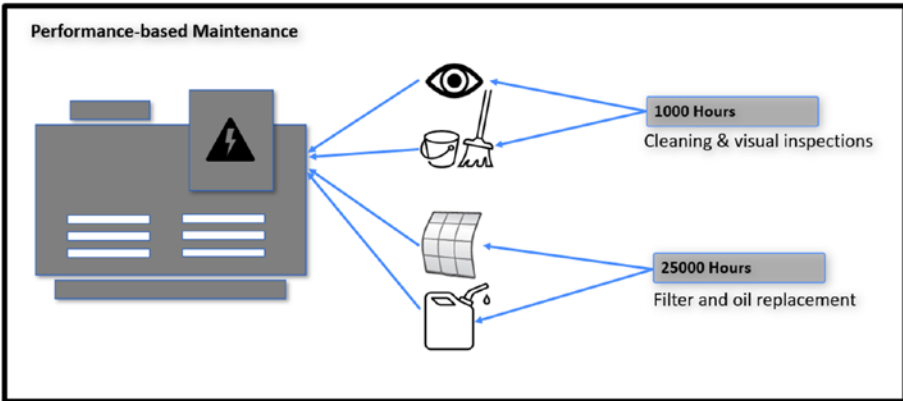 Performance-based Maintenance
1000 Hours
Cleaning & visual inspections
25000 Hours
Filter and oil replacement